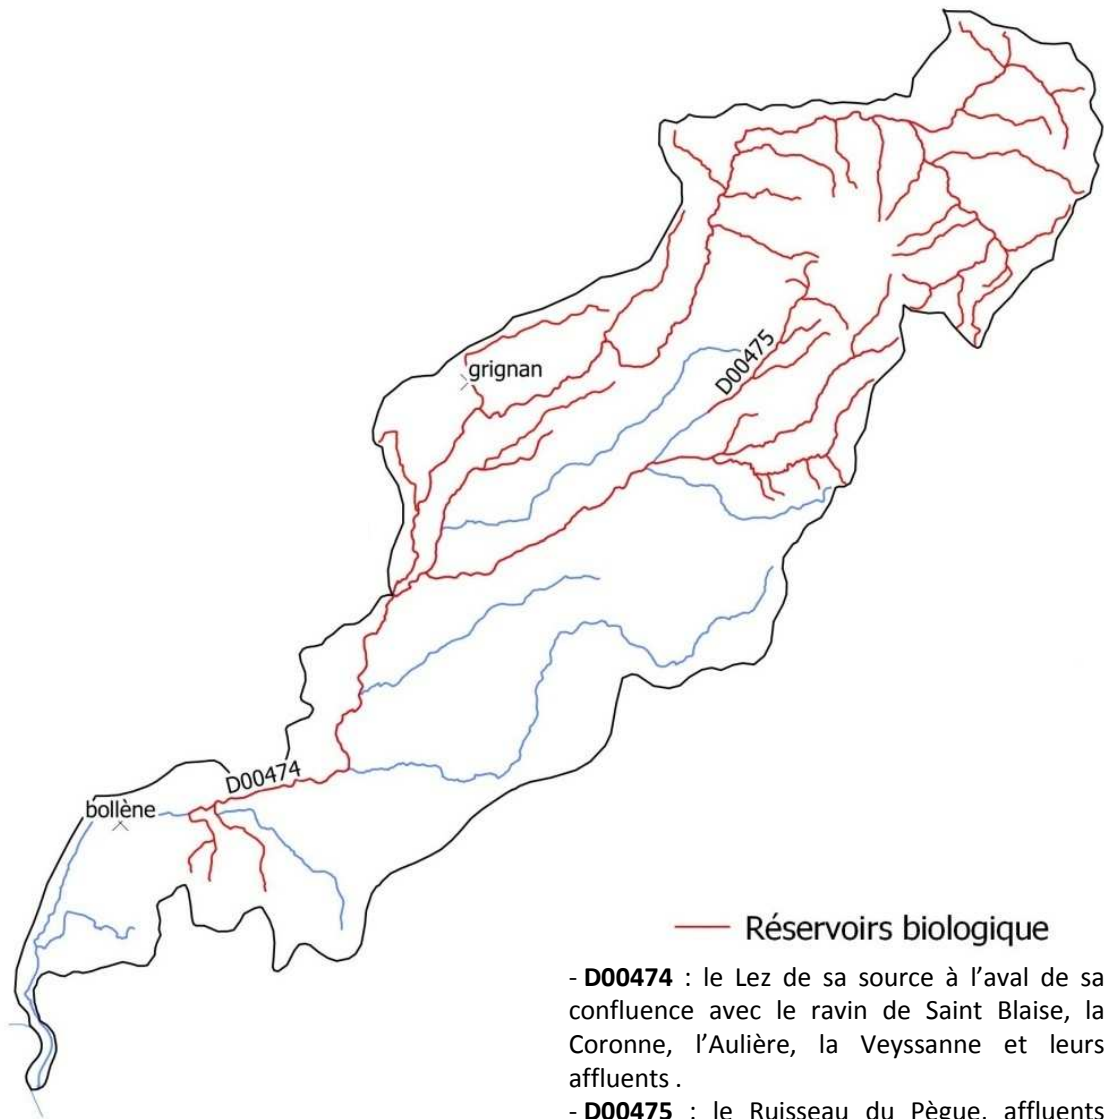 grignan
D00475
D00474
bollène
Réservoirs biologique
- D00474 : le Lez de sa source à l’aval de sa
confluence avec le ravin de Saint Blaise, la
Coronne, l’Aulière, la Veyssanne et leurs
affluents .
- D00475 : le Ruisseau du Pègue, affluents